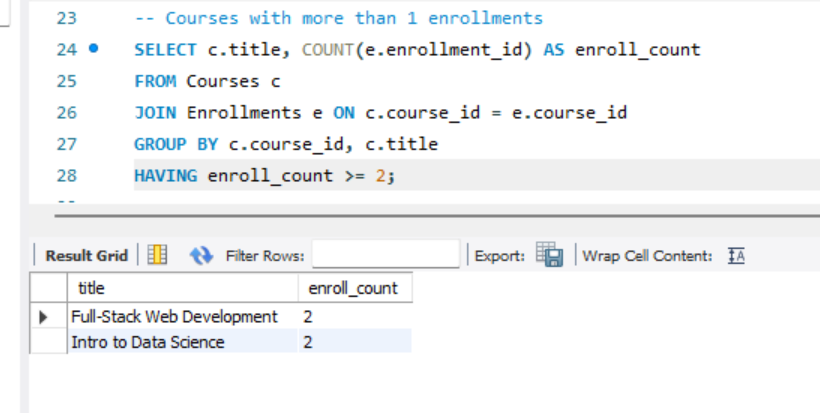 23 -- Courses with more than 1 enrollments
24 SELECT c.title, COUNT(e.enrollment_id) AS enroll_count
25 FROM Courses c
26 JOIN Enrollments e ON c.course_id = e.course_id
27 GROUP BY c.course_id, c.title
28 HAVING enroll_count >= 2;
Result Grid Filter Rows: Export: Wrap Cell Content: IA
title enroll_count
Full-Stack Web Development 2
Intro to Data Science 2